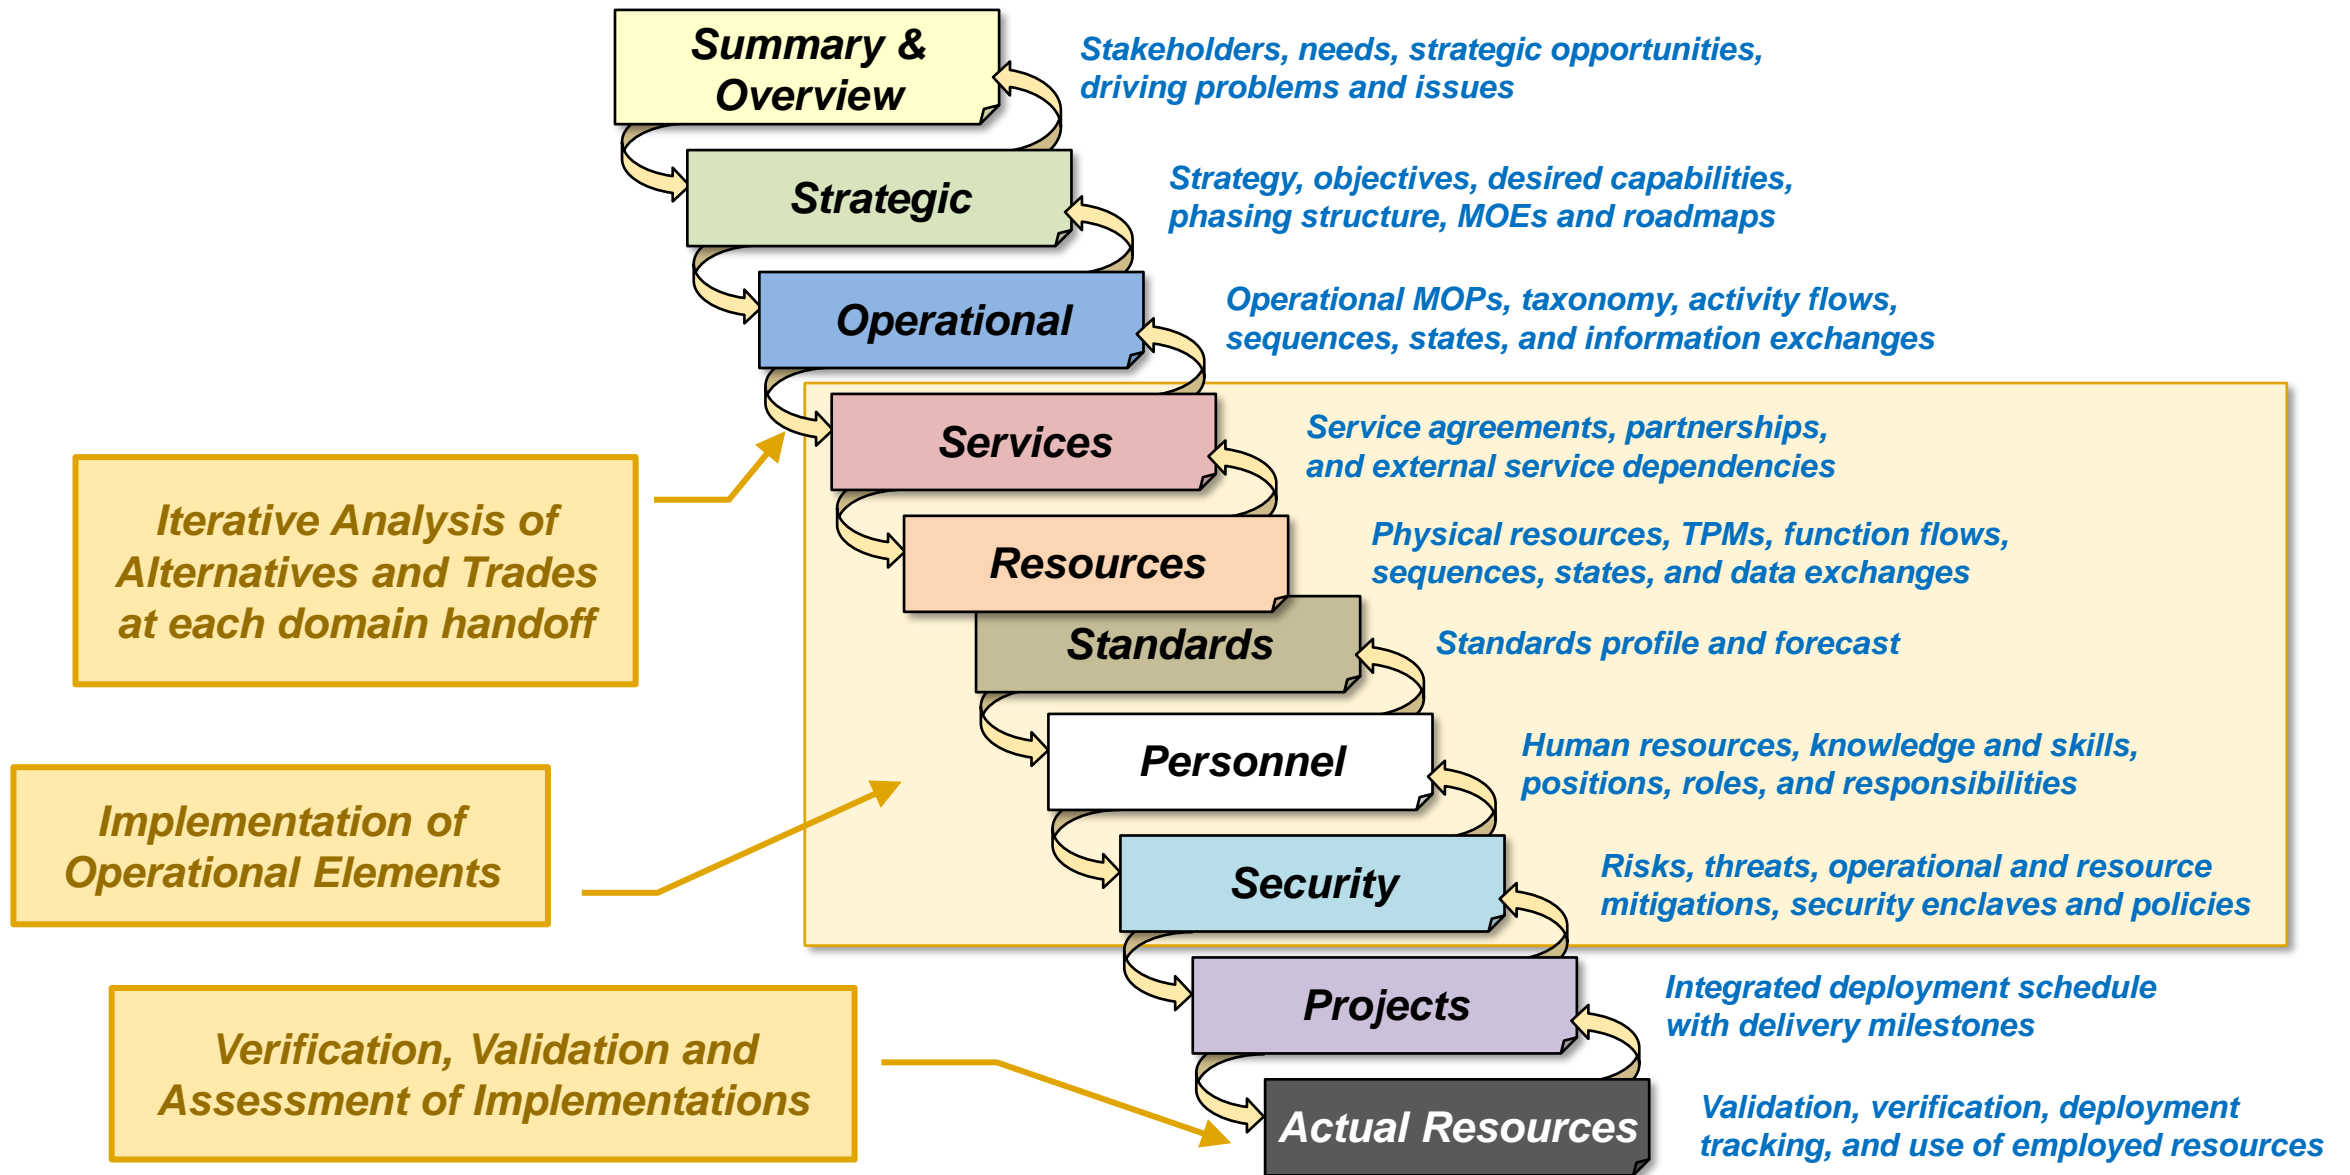 Summary &
Overview
Stakeholders, needs, strategic opportunities,
driving problems and issues
Strategic
Strategy, objectives, desired capabilities,
phasing structure, MOEs and roadmaps
Operational
Operational MOPs, taxonomy, activity flows,
sequences, states, and information exchanges
Services
Service agreements, partnerships,
and external service dependencies
Iterative Analysis of
Alternatives and Trades
at each domain handoff
Resources
Physical resources, TPMs, function flows,
sequences, states, and data exchanges
Standards
Standards profile and forecast
Personnel
Human resources, knowledge and skills,
positions, roles, and responsibilities
Implementation of
Operational Elements
Security
Risks, threats, operational and resource
mitigations, security enclaves and policies
Projects
Integrated deployment schedule
with delivery milestones
Verification, Validation and
Assessment of Implementations
Actual Resources
Validation, verification, deployment
tracking, and use of employed resources